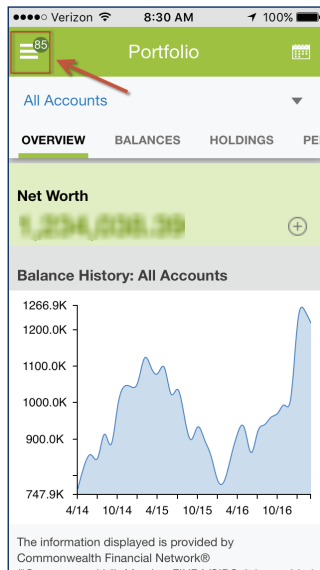 Verizon 8:30 AM 100%
85
Portfolio
All Accounts
OVERVIEW BALANCES HOLDINGS PE
Net Worth
Balance History: All Accounts
1266.9K
1200.0K
1100.0K
1000.0K
900.0K
747.9K
4/14 10/14 4/15 10/15 4/16 10/16
The information displayed is provided by
Commonwealth Financial Network®